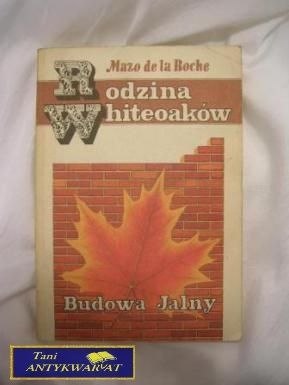 Mazo de la Roche
Rodzina
Whiteoaków
Budowa Jalny
Tani
ANTYKWARIAT